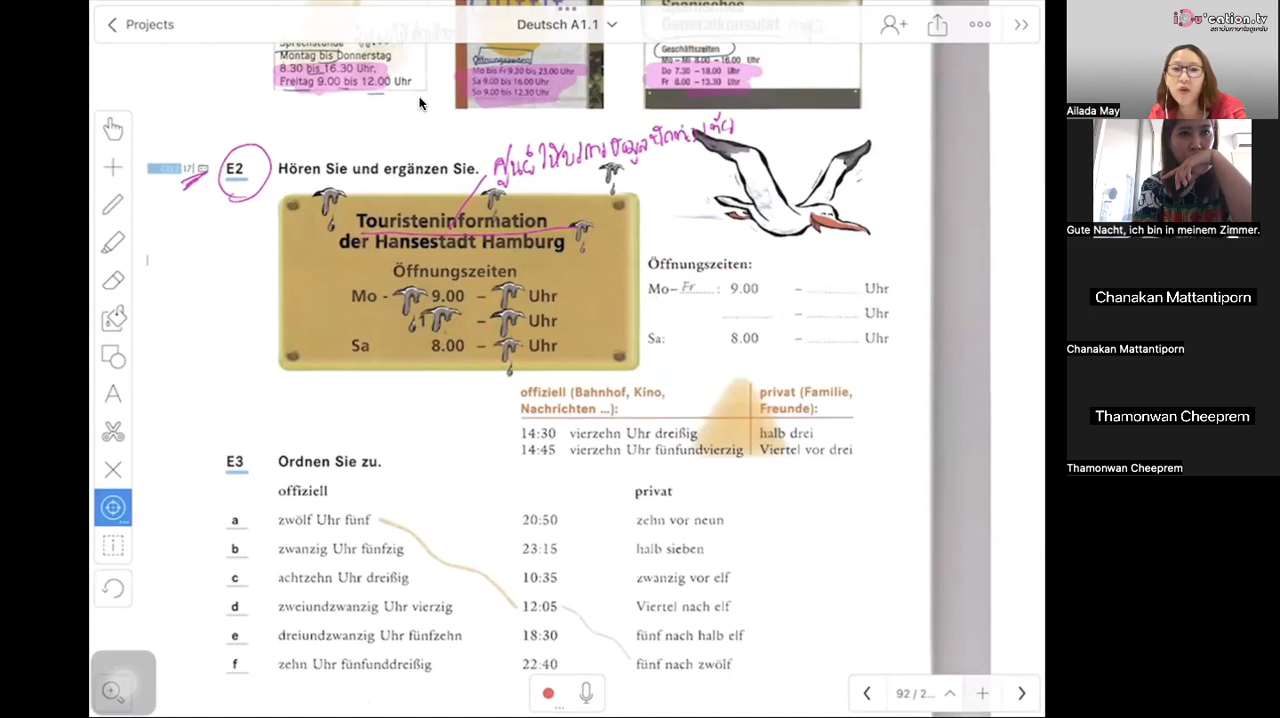 Projects
Deutsch A1.1
Spanisches
Generalkonsulat
Sprechstunde
Montag bis Donnerstag
8.30 bis 16.30 Uhr,
Freitag 9.00 bis 12.00 Uhr
Öffnungszeiten
Mo bis Fr 9.30 bis 23.00 Uhr
Sa 9.00 bis 16.00 Uhr
So 9.00 bis 12.30 Uhr
Geschäftszeiten
Mo – Mi 8.00 – 16.00 Uhr
Do 7.30 – 18.00 Uhr
Fr 8.00 – 13.30 Uhr
E2 Hören Sie und ergänzen Sie.
Touristeninformation
der Hansestadt Hamburg
Öffnungszeiten
Mo - 9.00 – Uhr
1 – Uhr
Sa 8.00 – Uhr
Öffnungszeiten:
Mo– Fr : 9.00 – Uhr
– Uhr
Sa: 8.00 – Uhr
offiziell (Bahnhof, Kino, privat (Familie,
Nachrichten ...): Freunde):
14:30 vierzehn Uhr dreißig halb drei
14:45 vierzehn Uhr fünfundvierzig Viertel vor drei
E3 Ordnen Sie zu.
offiziell privat
a zwölf Uhr fünf 20:50 zehn vor neun
b zwanzig Uhr fünfzig 23:15 halb sieben
c achtzehn Uhr dreißig 10:35 zwanzig vor elf
d zweiundzwanzig Uhr vierzig 12:05 Viertel nach elf
e dreiundzwanzig Uhr fünfzehn 18:30 fünf nach halb elf
f zehn Uhr fünfunddreißig 22:40 fünf nach zwölf
92 / 2...
Ailada May
Gute Nacht, ich bin in meinem Zimmer.
Chanakan Mattantiporn
Chanakan Mattantiporn
Thamonwan Cheeprem
Thamonwan Cheeprem